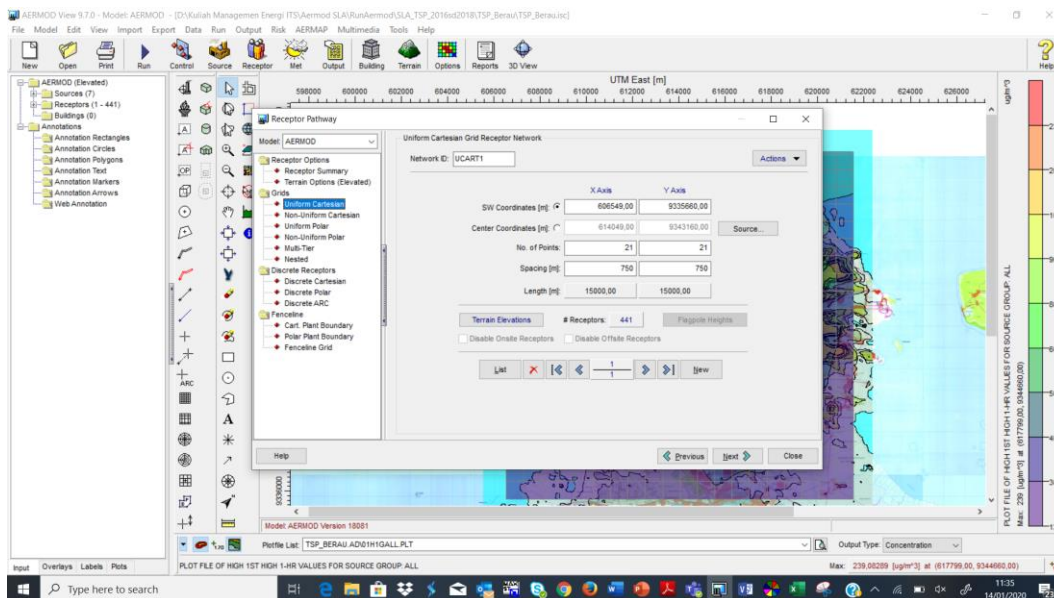 AERMOD View 9.7.0 - Model: AERMOD - [D:\Kuliah Managemen Energi ITS\Aermod SLA\RunAermod\SLA_TSP_2016sd2018\TSP_Berau\TSP_Berau.isc]
File Model Edit View Import Export Data Run Output Risk AERMAP Multimedia Tools Help
New Open Print Run Control Source Receptor Met Output Building Terrain Options Reports 3D View Help
AERMOD (Elevated)
Sources (7)
Receptors (1 - 441)
Buildings (0)
Annotations
Annotation Rectangles
Annotation Circles
Annotation Polygons
Annotation Text
Annotation Markers
Annotation Arrows
Web Annotation
OP
ARC
A
UTM East [m]
598000 600000 602000 604000 606000 608000 610000 612000 614000 616000 618000 620000 622000 624000 626000
Receptor Pathway
Model: AERMOD
Receptor Options
Receptor Summary
Terrain Options (Elevated)
Grids
Uniform Cartesian
Non-Uniform Cartesian
Uniform Polar
Non-Uniform Polar
Multi-Tier
Nested
Discrete Receptors
Discrete Cartesian
Discrete Polar
Discrete ARC
Fenceline
Cart. Plant Boundary
Polar Plant Boundary
Fenceline Grid
Uniform Cartesian Grid Receptor Network
Network ID: UCART1 Actions
X Axis Y Axis
SW Coordinates [m]: 606549,00 9335660,00
Center Coordinates [m]: 614049,00 9343160,00 Source...
No. of Points: 21 21
Spacing [m]: 750 750
Length [m]: 15000,00 15000,00
Terrain Elevations # Receptors: 441 Flagpole Heights
Disable Onsite Receptors Disable Offsite Receptors
List 1 1 New
Help Previous Next Close
9336000
ug/m^3
PLOT FILE OF HIGH 1ST HIGH 1-HR VALUES FOR SOURCE GROUP: ALL
Max: 239 [ug/m^3] at (617799,00, 9344660,00)
Model: AERMOD Version 18081
Plotfile List: TSP_BERAU.AD\01H1GALL.PLT Output Type: Concentration
Input Overlays Labels Plots
PLOT FILE OF HIGH 1ST HIGH 1-HR VALUES FOR SOURCE GROUP: ALL Max: 239,08289 [ug/m^3] at (617799,00, 9344660,00)
Type here to search
11:35
14/01/2020